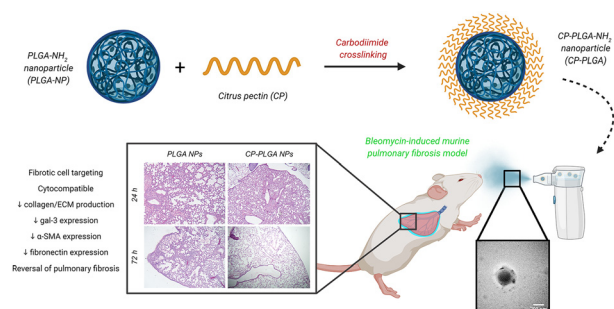 PLGA-NH2
nanoparticle
(PLGA-NP)
+
Citrus pectin (CP)
Carbodiimide
crosslinking
CP-PLGA-NH2
nanoparticle
(CP-PLGA)
Bleomycin-induced murine
pulmonary fibrosis model
PLGA NPs
CP-PLGA NPs
24 h
72 h
Fibrotic cell targeting
Cytocompatible
↓ collagen/ECM production
↓ gal-3 expression
↓ α-SMA expression
↓ fibronectin expression
Reversal of pulmonary fibrosis